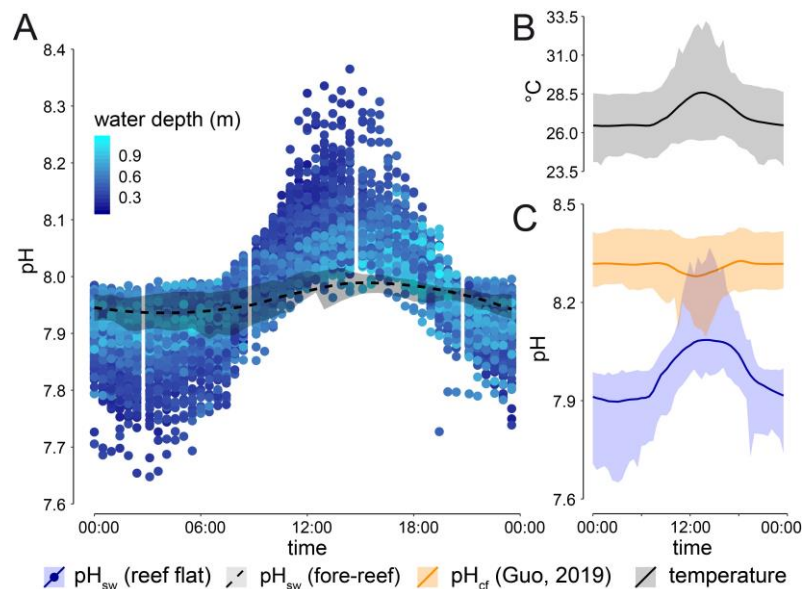 A
8.4
8.3
8.2
8.1
8.0
7.9
7.8
7.7
7.6
pH
water depth (m)
0.9
0.6
0.3
00:00 06:00 12:00 18:00 00:00
time
B
33.5
31.0
28.5
26.0
23.5
°C
C
8.5
8.2
7.9
7.6
pH
00:00 12:00 00:00
time
pHsw (reef flat) pHsw (fore-reef) pHcf (Guo, 2019) temperature